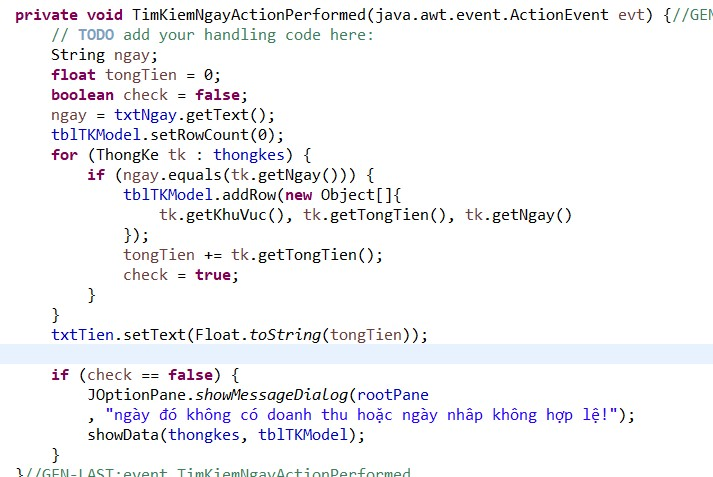 private void TimKiemNgayActionPerformed(java.awt.event.ActionEvent evt) {//GEN
// TODO add your handling code here:
String ngay;
float tongTien = 0;
boolean check = false;
ngay = txtNgay.getText();
tblTKModel.setRowCount(0);
for (ThongKe tk : thongkes) {
if (ngay.equals(tk.getNgay())) {
tblTKModel.addRow(new Object[]{
tk.getKhuVuc(), tk.getTongTien(), tk.getNgay()
});
tongTien += tk.getTongTien();
check = true;
}
}
txtTien.setText(Float.toString(tongTien));
if (check == false) {
JOptionPane.showMessageDialog(rootPane
, "ngày đó không có doanh thu hoặc ngày nhâp không hợp lệ!");
showData(thongkes, tblTKModel);
}
}//GEN-LAST:event_TimKiemNgayActionPerformed